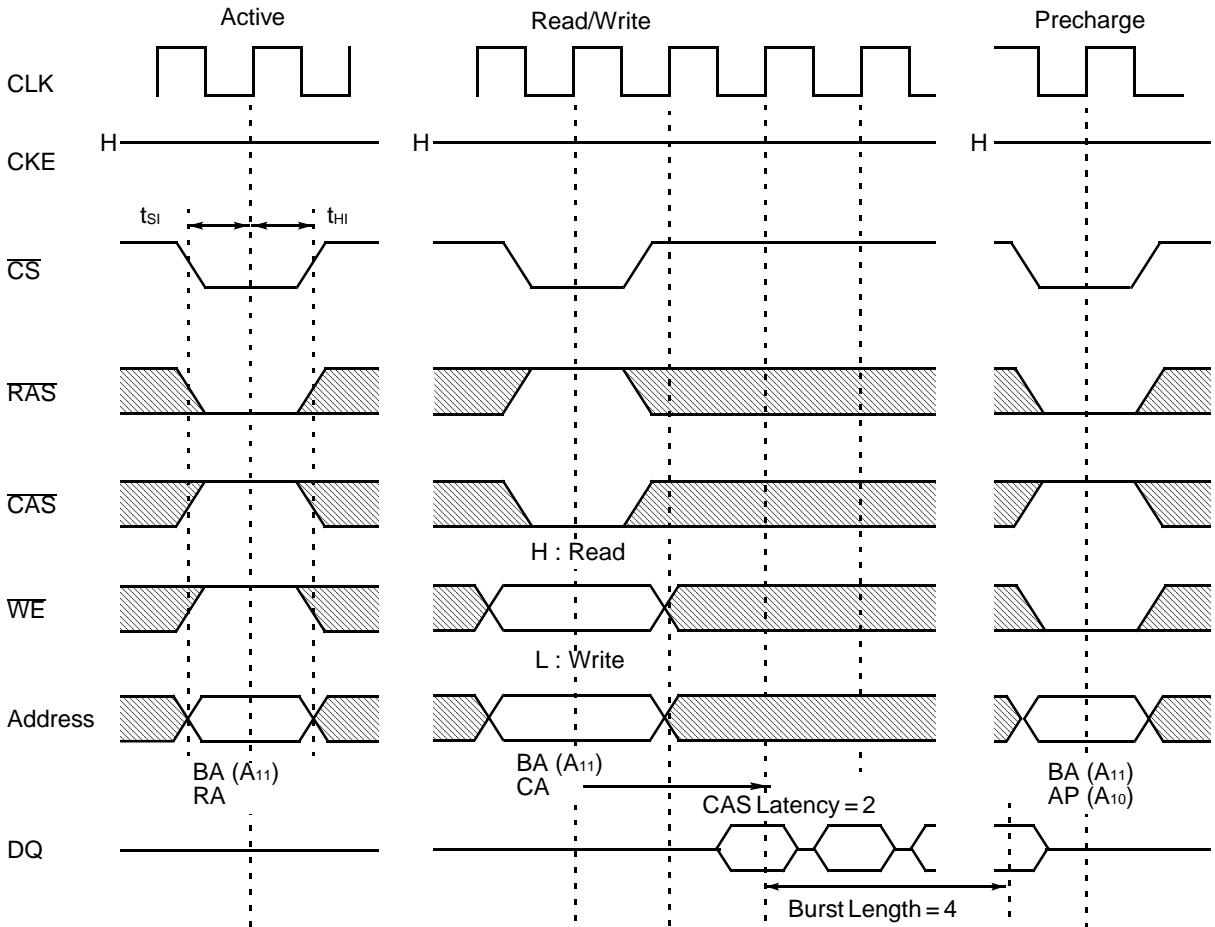 Active
Read/Write
Precharge
CLK
H
H
H
CKE
tSI
tHI
CS
RAS
CAS
H : Read
WE
L : Write
Address
BA (A11)
RA
BA (A11)
CA
BA (A11)
AP (A10)
CAS Latency = 2
DQ
Burst Length = 4